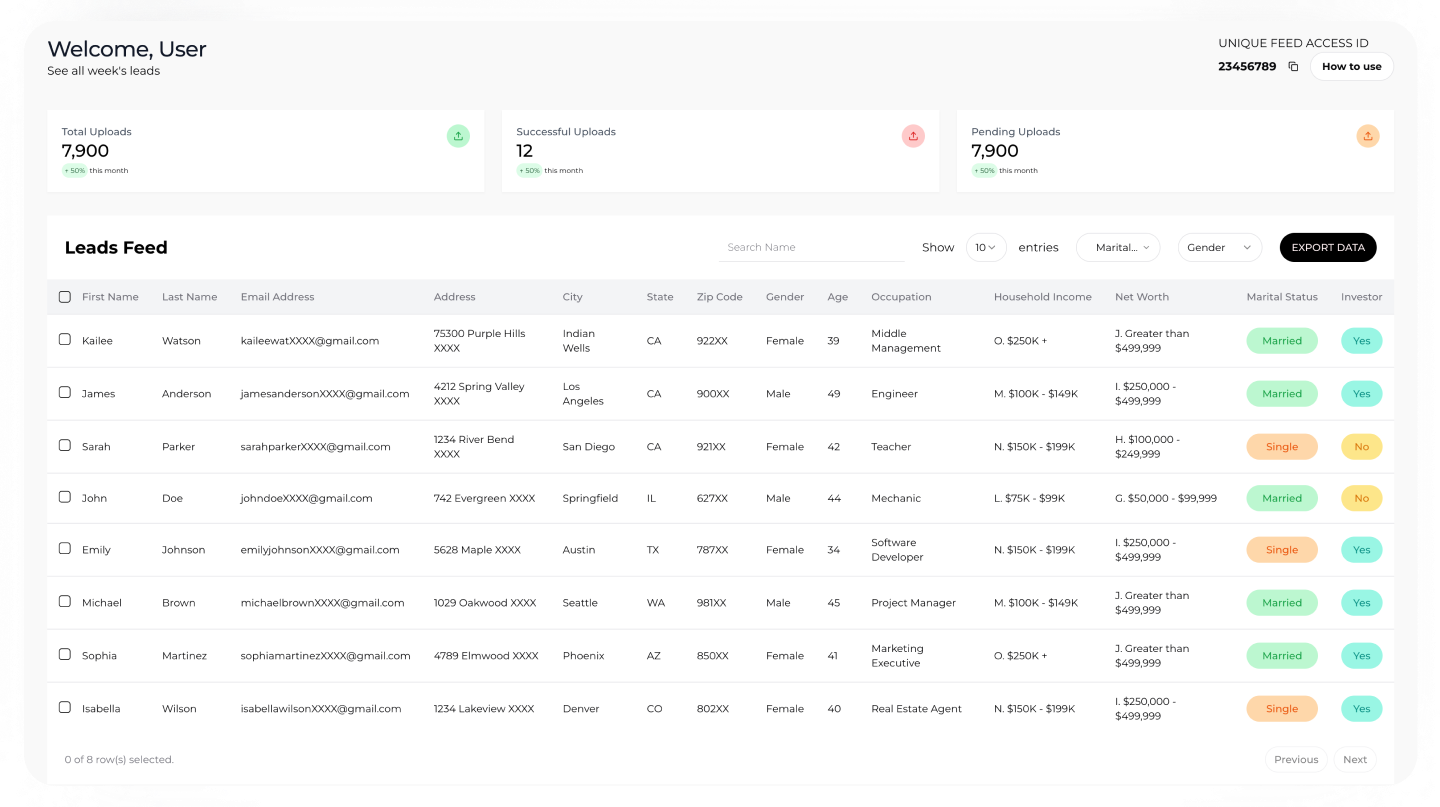 Welcome, User
See all week's leads
UNIQUE FEED ACCESS ID
23456789 How to use
Total Uploads
7,900
+ 50% this month
Successful Uploads
12
+ 50% this month
Pending Uploads
7,900
+ 50% this month
Leads Feed Search Name Show 10 entries Marital... Gender EXPORT DATA
First Name Last Name Email Address Address City State Zip Code Gender Age Occupation Household Income Net Worth Marital Status Investor
Kailee Watson kaileewatXXXX@gmail.com 75300 Purple Hills XXXX Indian Wells CA 922XX Female 39 Middle Management O. $250K + J. Greater than $499,999 Married Yes
James Anderson jamesandersonXXXX@gmail.com 4212 Spring Valley XXXX Los Angeles CA 900XX Male 49 Engineer M. $100K - $149K I. $250,000 - $499,999 Married Yes
Sarah Parker sarahparkerXXXX@gmail.com 1234 River Bend XXXX San Diego CA 921XX Female 42 Teacher N. $150K - $199K H. $100,000 - $249,999 Single No
John Doe johndoeXXXX@gmail.com 742 Evergreen XXXX Springfield IL 627XX Male 44 Mechanic L. $75K - $99K G. $50,000 - $99,999 Married No
Emily Johnson emilyjohnsonXXXX@gmail.com 5628 Maple XXXX Austin TX 787XX Female 34 Software Developer N. $150K - $199K I. $250,000 - $499,999 Single Yes
Michael Brown michaelbrownXXXX@gmail.com 1029 Oakwood XXXX Seattle WA 981XX Male 45 Project Manager M. $100K - $149K J. Greater than $499,999 Married Yes
Sophia Martinez sophiamartinezXXXX@gmail.com 4789 Elmwood XXXX Phoenix AZ 850XX Female 41 Marketing Executive O. $250K + J. Greater than $499,999 Married Yes
Isabella Wilson isabellawilsonXXXX@gmail.com 1234 Lakeview XXXX Denver CO 802XX Female 40 Real Estate Agent N. $150K - $199K I. $250,000 - $499,999 Single Yes
0 of 8 row(s) selected. Previous Next